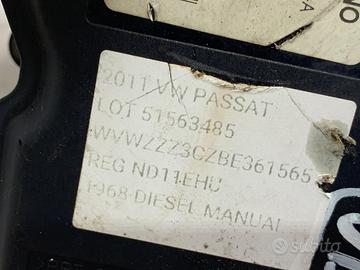 A
2011 VW PASSAT
LOT 51563485
WVWZZZ3CZBE361565
REG ND11EHU
1968 DIESEL MANUAL
subito